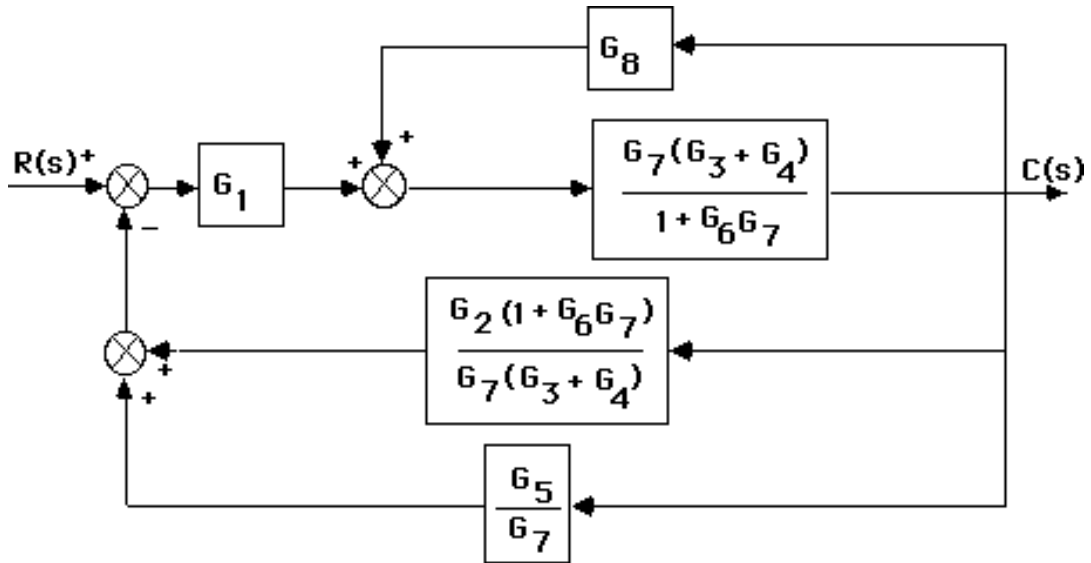 G8
+
R(s) +
G1
+
G7(G3 + G4)
1 + G6G7
C(s)
−
G2(1 + G6G7)
G7(G3 + G4)
+
+
G5
G7